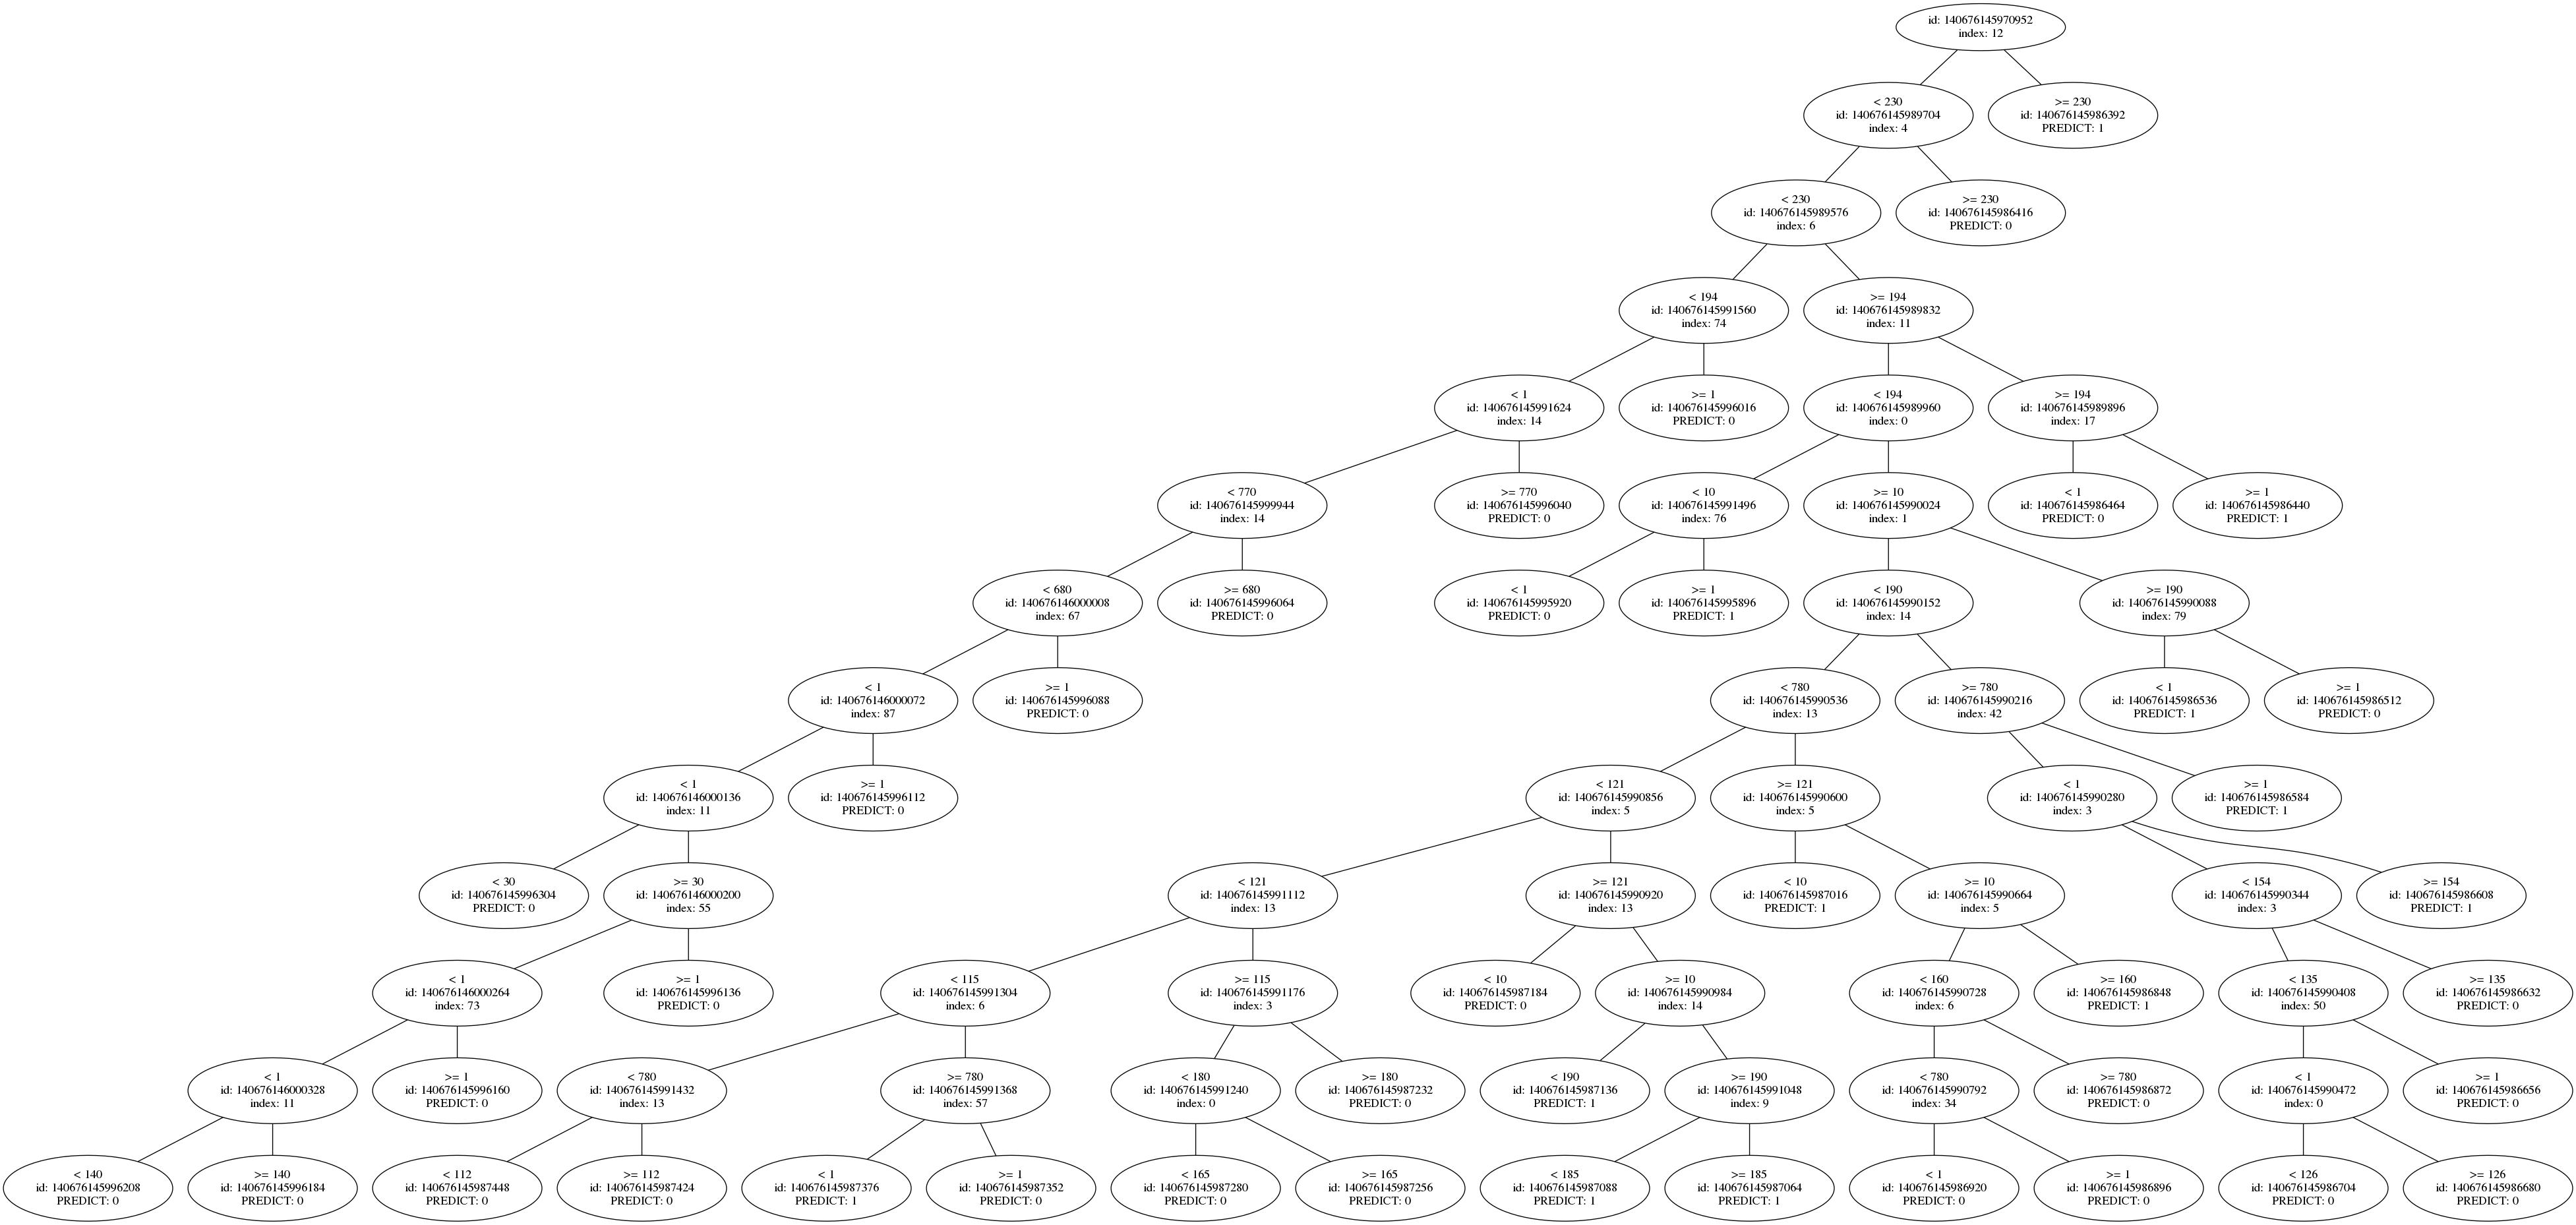 id: 140676145970952
index: 12
< 230
id: 140676145989704
index: 4
>= 230
id: 140676145986392
PREDICT: 1
< 230
id: 140676145989576
index: 6
>= 230
id: 140676145986416
PREDICT: 0
< 194
id: 140676145991560
index: 74
>= 194
id: 140676145989832
index: 11
< 1
id: 140676145991624
index: 14
>= 1
id: 140676145996016
PREDICT: 0
< 194
id: 140676145989960
index: 0
>= 194
id: 140676145989896
index: 17
< 770
id: 140676145999944
index: 14
>= 770
id: 140676145996040
PREDICT: 0
< 10
id: 140676145991496
index: 76
>= 10
id: 140676145990024
index: 1
< 1
id: 140676145986464
PREDICT: 0
>= 1
id: 140676145986440
PREDICT: 1
< 680
id: 140676146000008
index: 67
>= 680
id: 140676145996064
PREDICT: 0
< 1
id: 140676145995920
PREDICT: 0
>= 1
id: 140676145995896
PREDICT: 1
< 190
id: 140676145990152
index: 14
>= 190
id: 140676145990088
index: 79
< 1
id: 140676146000072
index: 87
>= 1
id: 140676145996088
PREDICT: 0
< 780
id: 140676145990536
index: 13
>= 780
id: 140676145990216
index: 42
< 1
id: 140676145986536
PREDICT: 1
>= 1
id: 140676145986512
PREDICT: 0
< 1
id: 140676146000136
index: 11
>= 1
id: 140676145996112
PREDICT: 0
< 121
id: 140676145990856
index: 5
>= 121
id: 140676145990600
index: 5
< 1
id: 140676145990280
index: 3
>= 1
id: 140676145986584
PREDICT: 1
< 30
id: 140676145996304
PREDICT: 0
>= 30
id: 140676146000200
index: 55
< 121
id: 140676145991112
index: 13
>= 121
id: 140676145990920
index: 13
< 10
id: 140676145987016
PREDICT: 1
>= 10
id: 140676145990664
index: 5
< 154
id: 140676145990344
index: 3
>= 154
id: 140676145986608
PREDICT: 1
< 1
id: 140676146000264
index: 73
>= 1
id: 140676145996136
PREDICT: 0
< 115
id: 140676145991304
index: 6
>= 115
id: 140676145991176
index: 3
< 10
id: 140676145987184
PREDICT: 0
>= 10
id: 140676145990984
index: 14
< 160
id: 140676145990728
index: 6
>= 160
id: 140676145986848
PREDICT: 1
< 135
id: 140676145990408
index: 50
>= 135
id: 140676145986632
PREDICT: 0
< 1
id: 140676146000328
index: 11
>= 1
id: 140676145996160
PREDICT: 0
< 780
id: 140676145991432
index: 13
>= 780
id: 140676145991368
index: 57
< 180
id: 140676145991240
index: 0
>= 180
id: 140676145987232
PREDICT: 0
< 190
id: 140676145987136
PREDICT: 1
>= 190
id: 140676145991048
index: 9
< 780
id: 140676145990792
index: 34
>= 780
id: 140676145986872
PREDICT: 0
< 1
id: 140676145990472
index: 0
>= 1
id: 140676145986656
PREDICT: 0
< 140
id: 140676145996208
PREDICT: 0
>= 140
id: 140676145996184
PREDICT: 0
< 112
id: 140676145987448
PREDICT: 0
>= 112
id: 140676145987424
PREDICT: 0
< 1
id: 140676145987376
PREDICT: 1
>= 1
id: 140676145987352
PREDICT: 0
< 165
id: 140676145987280
PREDICT: 0
>= 165
id: 140676145987256
PREDICT: 0
< 185
id: 140676145987088
PREDICT: 1
>= 185
id: 140676145987064
PREDICT: 1
< 1
id: 140676145986920
PREDICT: 0
>= 1
id: 140676145986896
PREDICT: 0
< 126
id: 140676145986704
PREDICT: 0
>= 126
id: 140676145986680
PREDICT: 0